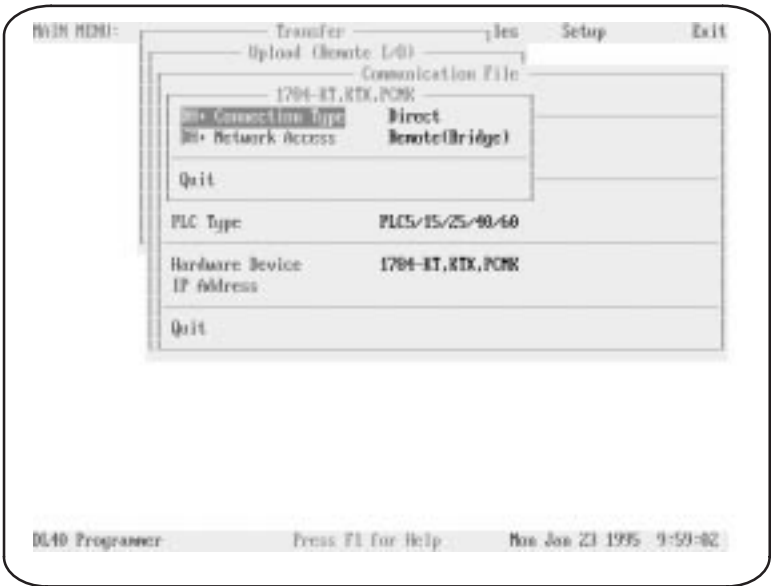 MAIN MENU: Transfer les Setup Exit
Upload (Remote I/O)
Communication File
1784-KT,KTX,PCMK
DH+ Connection Type Direct
DH+ Network Access Remote(Bridge)
Quit
PLC Type PLC5/15/25/40/60
Hardware Device 1784-KT,KTX,PCMK
IP Address
Quit
DL40 Programmer Press F1 for Help Mon Jan 23 1995 9:59:02